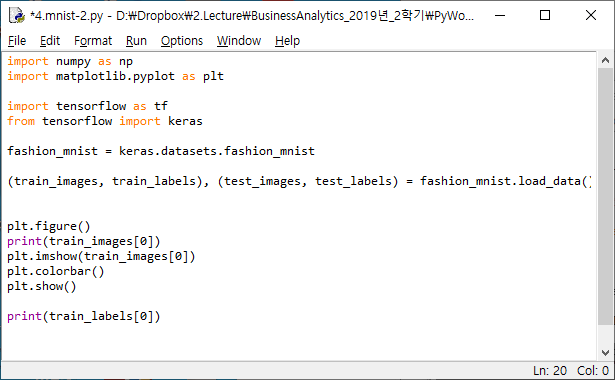 *4.mnist-2.py - D:₩Dropbox₩2.Lecture₩BusinessAnalytics_2019년_2학기₩PyWo...
File Edit Format Run Options Window Help
import numpy as np
import matplotlib.pyplot as plt
import tensorflow as tf
from tensorflow import keras
fashion_mnist = keras.datasets.fashion_mnist
(train_images, train_labels), (test_images, test_labels) = fashion_mnist.load_data()
plt.figure()
print(train_images[0])
plt.imshow(train_images[0])
plt.colorbar()
plt.show()
print(train_labels[0])
Ln: 20 Col: 0